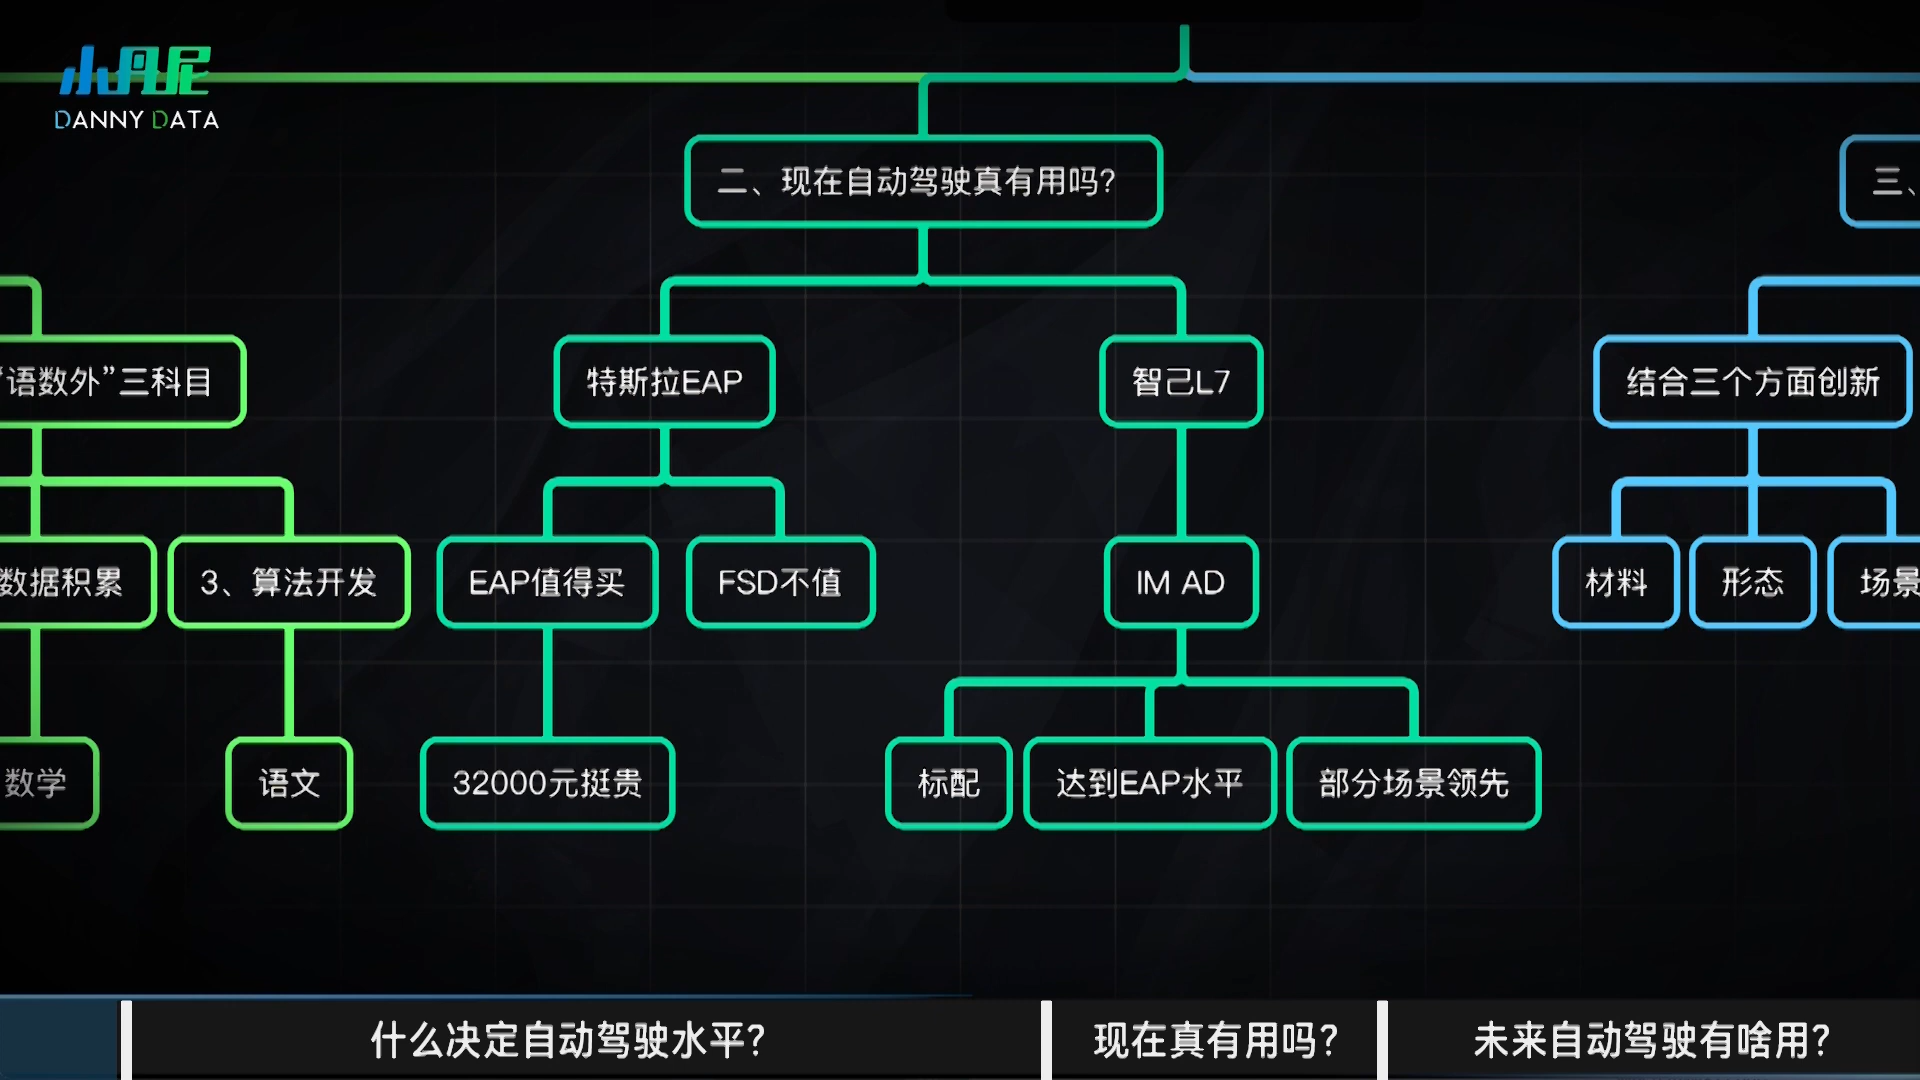 小丹尼
DANNY DATA
二、现在自动驾驶真有用吗?
三、
“语数外”三科目
特斯拉EAP
智己L7
结合三个方面创新
数据积累
3、算法开发
EAP值得买
FSD不值
IM AD
材料
形态
场景
数学
语文
32000元挺贵
标配
达到EAP水平
部分场景领先
什么决定自动驾驶水平?
现在真有用吗?
未来自动驾驶有啥用?